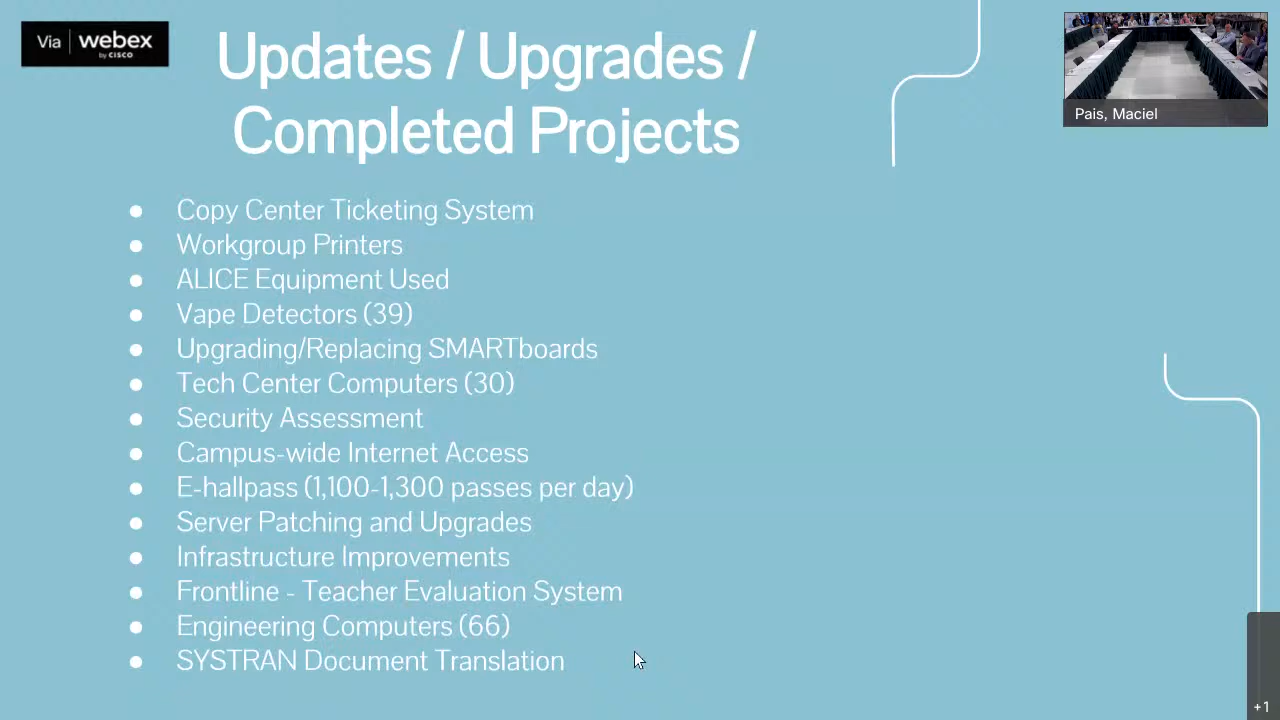 Via webex
by CISCO
Updates / Upgrades /
Completed Projects
Pais, Maciel
● Copy Center Ticketing System
● Workgroup Printers
● ALICE Equipment Used
● Vape Detectors (39)
● Upgrading/Replacing SMARTboards
● Tech Center Computers (30)
● Security Assessment
● Campus-wide Internet Access
● E-hallpass (1,100-1,300 passes per day)
● Server Patching and Upgrades
● Infrastructure Improvements
● Frontline - Teacher Evaluation System
● Engineering Computers (66)
● SYSTRAN Document Translation
+1